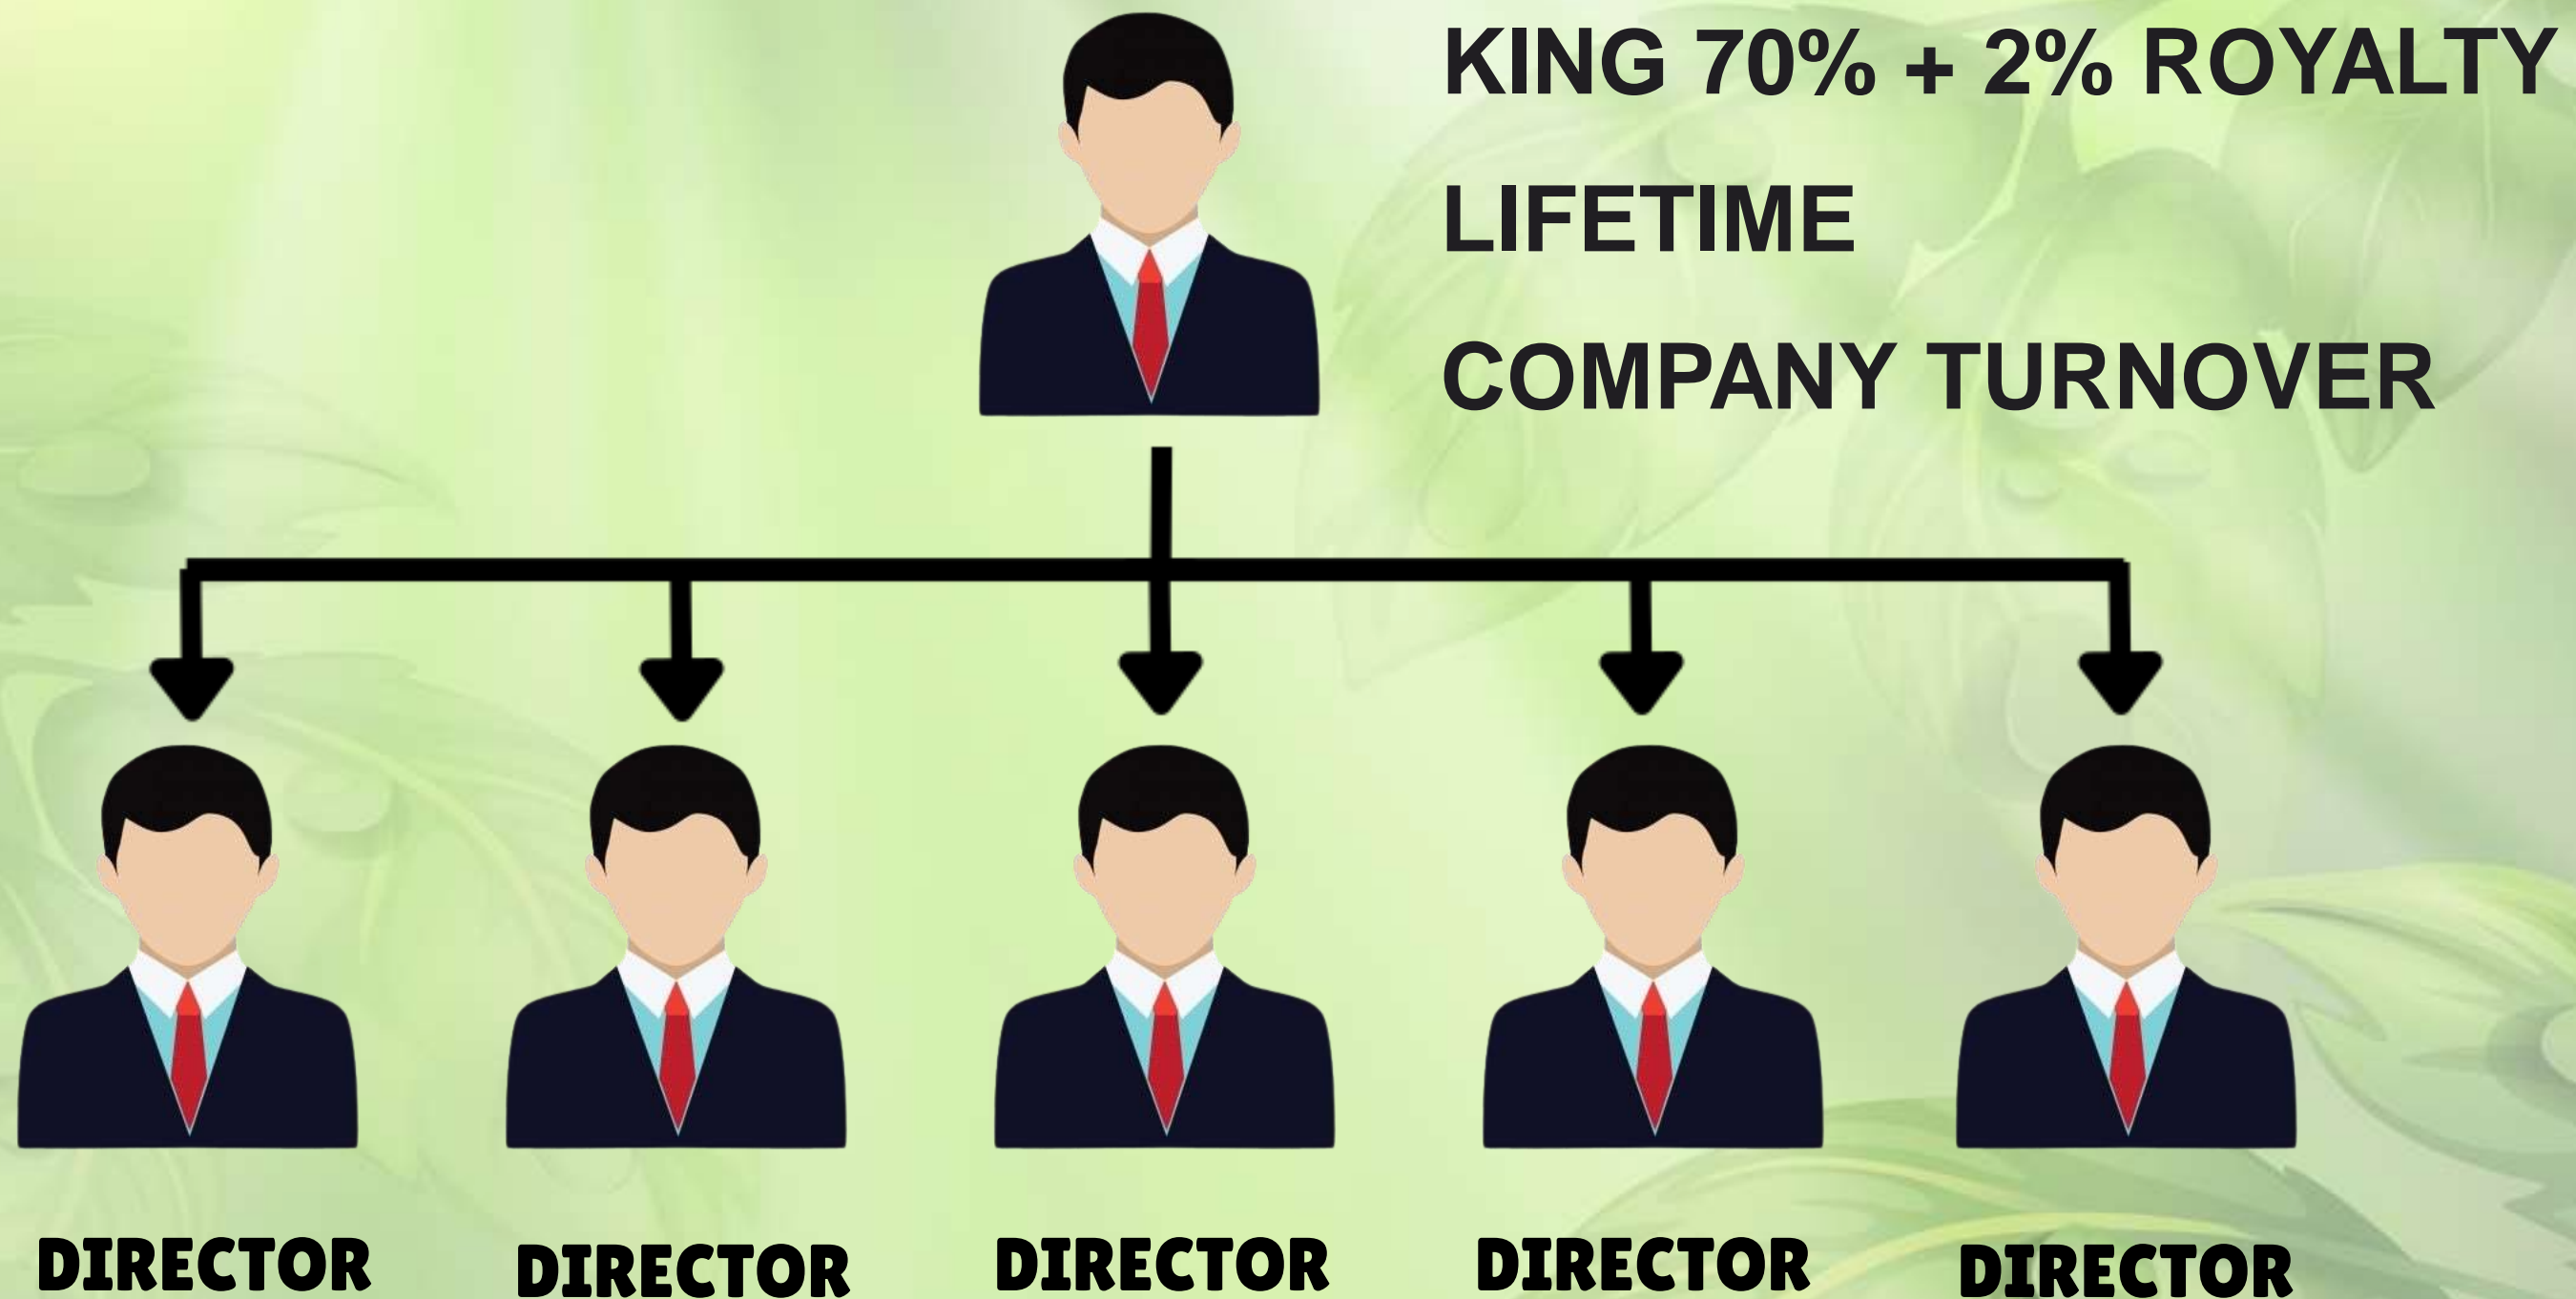 KING 70% + 2% ROYALTY
LIFETIME
COMPANY TURNOVER
DIRECTOR
DIRECTOR
DIRECTOR
DIRECTOR
DIRECTOR